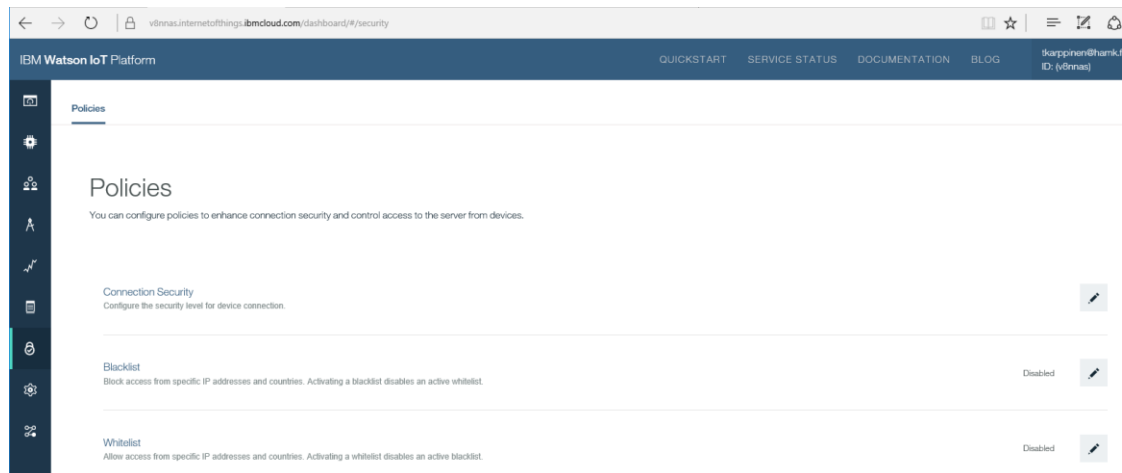 v8nnas.internetofthings.ibmcloud.com/dashboard/#/security
IBM Watson IoT Platform
QUICKSTART SERVICE STATUS DOCUMENTATION BLOG
tkarppinen@hamk.f
ID: (v8nnas)
Policies
Policies
You can configure policies to enhance connection security and control access to the server from devices.
Connection Security
Configure the security level for device connection.
Blacklist
Block access from specific IP addresses and countries. Activating a blacklist disables an active whitelist.
Disabled
Whitelist
Allow access from specific IP addresses and countries. Activating a whitelist disables an active blacklist.
Disabled